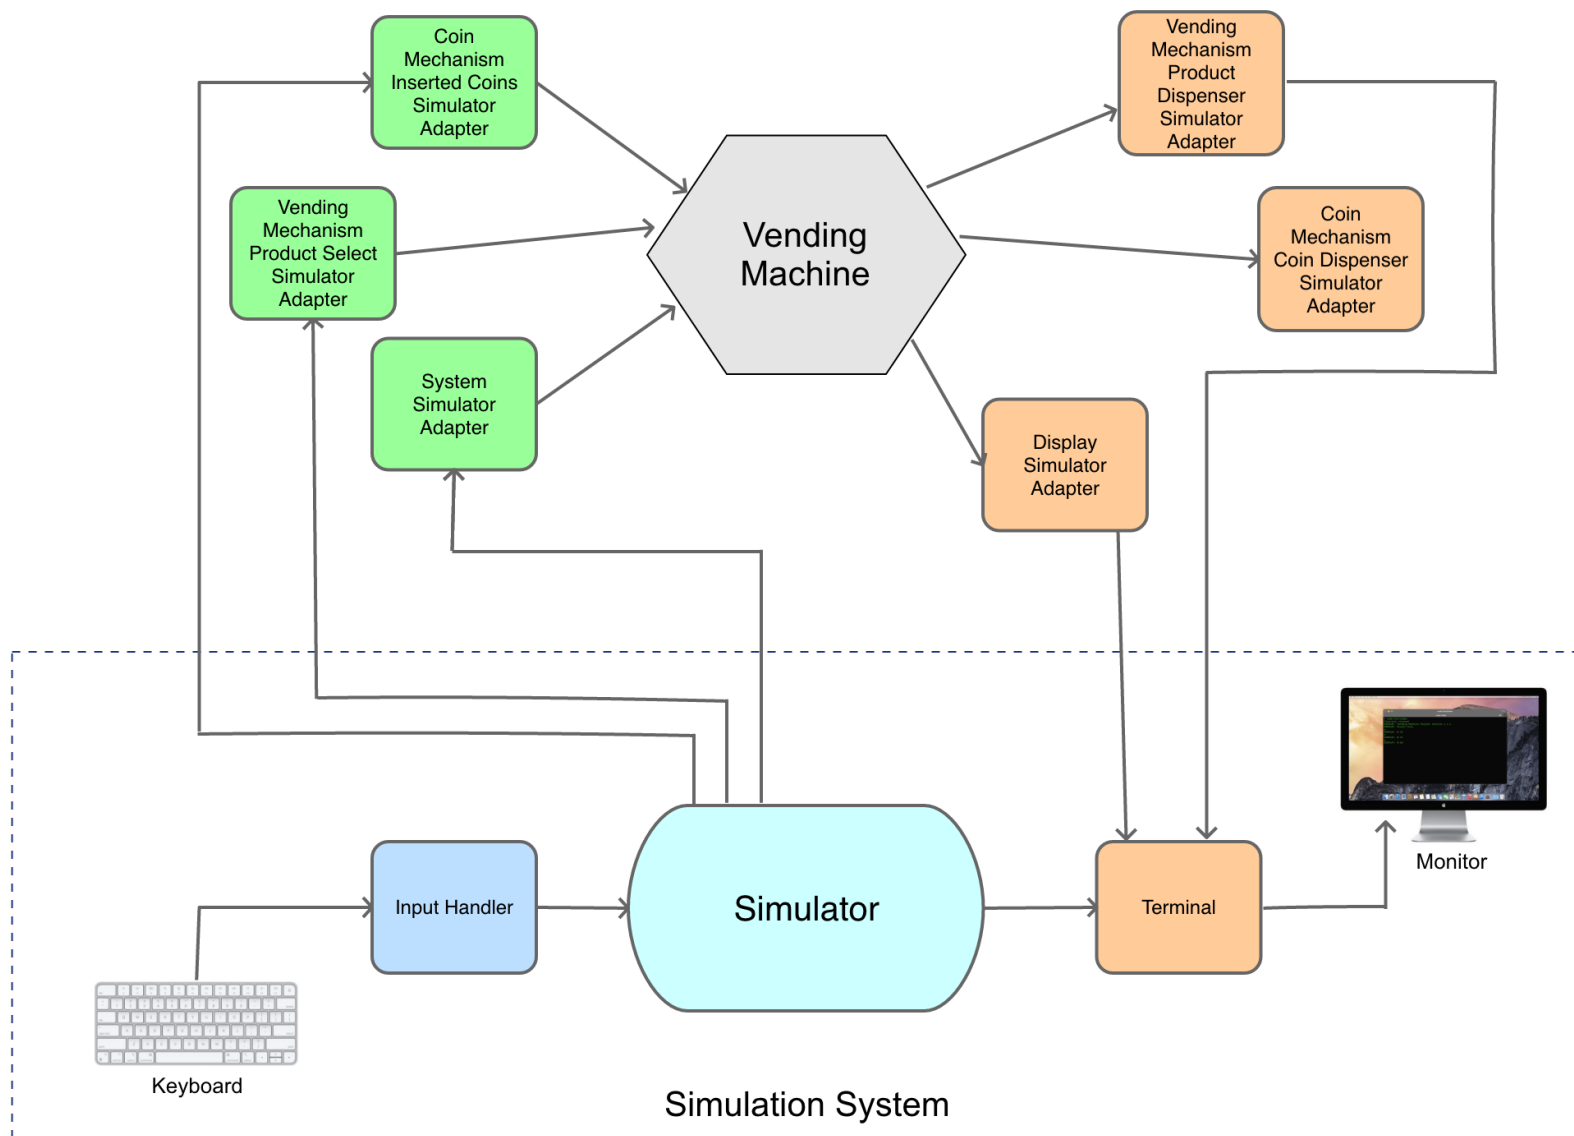 Coin
Mechanism
Inserted Coins
Simulator
Adapter
Vending
Mechanism
Product
Dispenser
Simulator
Adapter
Vending
Mechanism
Product Select
Simulator
Adapter
Vending
Machine
Coin
Mechanism
Coin Dispenser
Simulator
Adapter
System
Simulator
Adapter
Display
Simulator
Adapter
Monitor
Input Handler
Simulator
Terminal
Keyboard
Simulation System